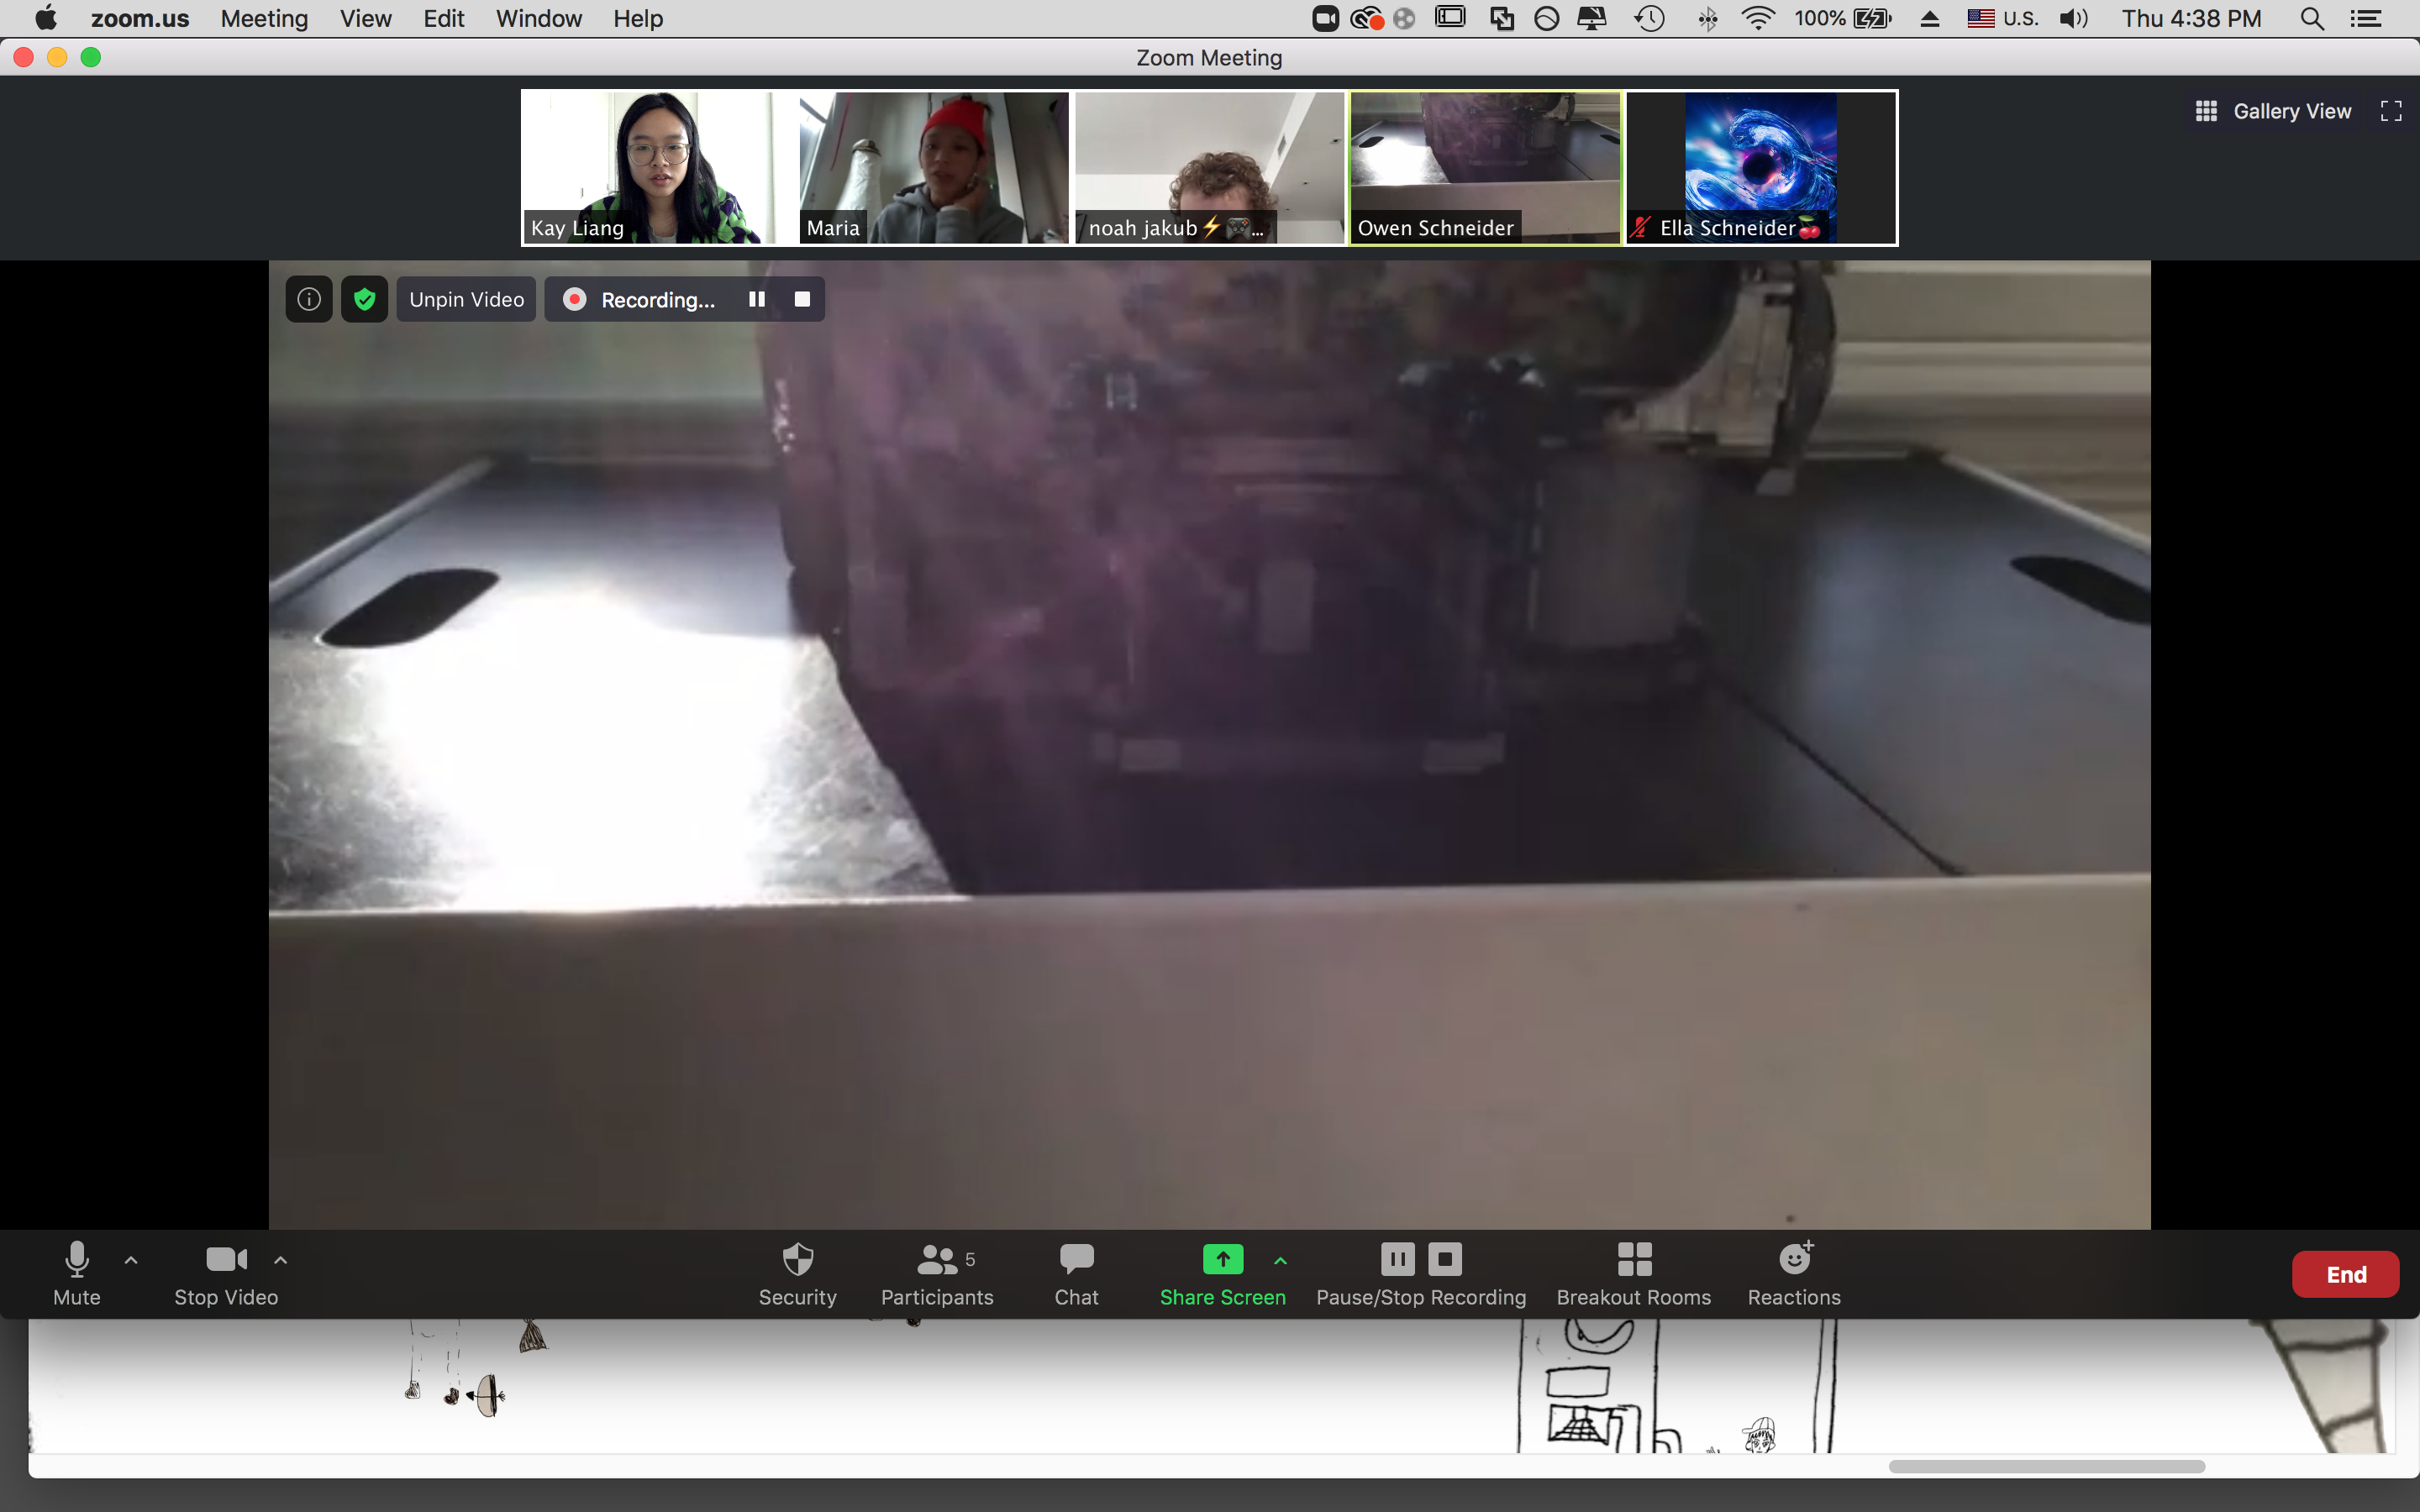 zoom.us Meeting View Edit Window Help 100% U.S. Thu 4:38 PM
Zoom Meeting
Gallery View
Kay Liang Maria noah jakub⚡🎮... Owen Schneider Ella Schneider🍒
Unpin Video Recording...
5
Mute Stop Video Security Participants Chat Share Screen Pause/Stop Recording Breakout Rooms Reactions End